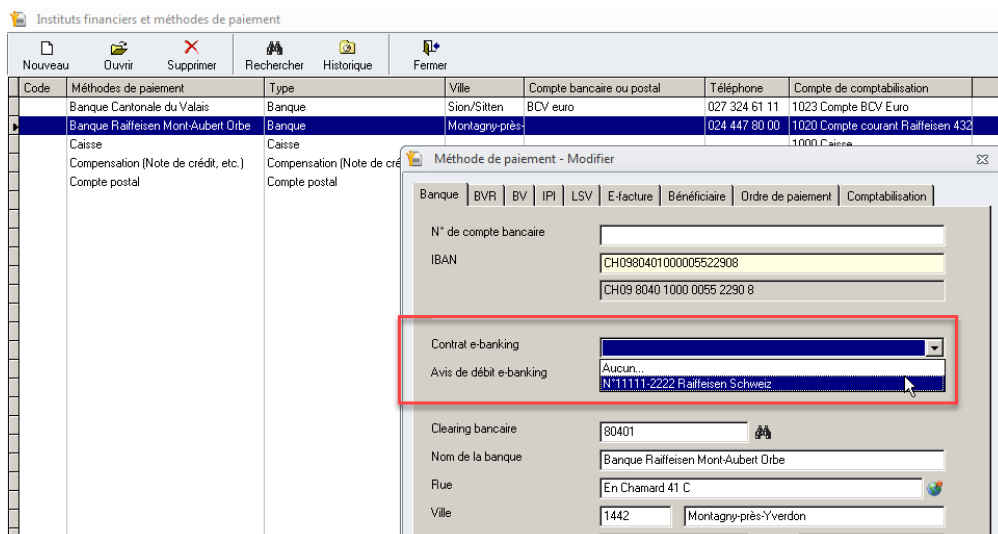 Instituts financiers et méthodes de paiement
Nouveau Ouvrir Supprimer Rechercher Historique Fermer
Code Méthodes de paiement Type Ville Compte bancaire ou postal Téléphone Compte de comptabilisation
Banque Cantonale du Valais Banque Sion/Sitten BCV euro 027 324 61 11 1023 Compte BCV Euro
Banque Raiffeisen Mont-Aubert Orbe Banque Montagny-près- 024 447 80 00 1020 Compte courant Raiffeisen 432
Caisse Caisse 1000 Caisse
Compensation (Note de crédit, etc.) Compensation (Note de cré
Compte postal Compte postal
Méthode de paiement - Modifier
Banque BVR BV IPI LSV E-facture Bénéficiaire Ordre de paiement Comptabilisation
N° de compte bancaire
IBAN CH0980401000005522908
CH09 8040 1000 0055 2290 8
Contrat e-banking
Aucun...
Avis de débit e-banking
N°11111-2222 Raiffeisen Schweiz
Clearing bancaire 80401
Nom de la banque Banque Raiffeisen Mont-Aubert Orbe
Rue En Chamard 41 C
Ville 1442 Montagny-près-Yverdon